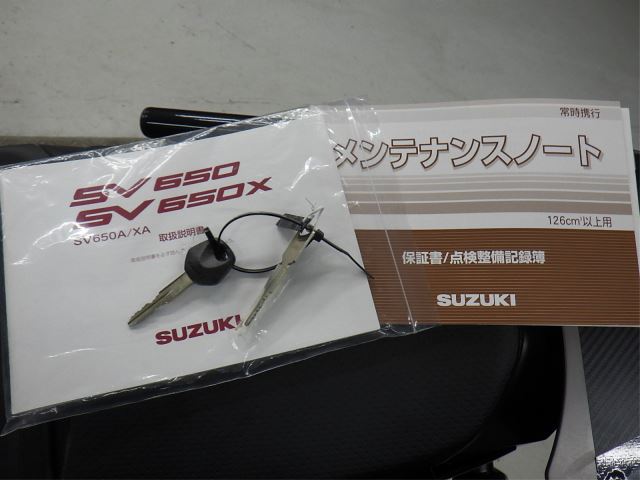 SV650
SV650X
SV650A/XA 取扱説明書
SUZUKI
常時携行
メンテナンスノート
126cm³以上用
保証書/点検整備記録簿
SUZUKI